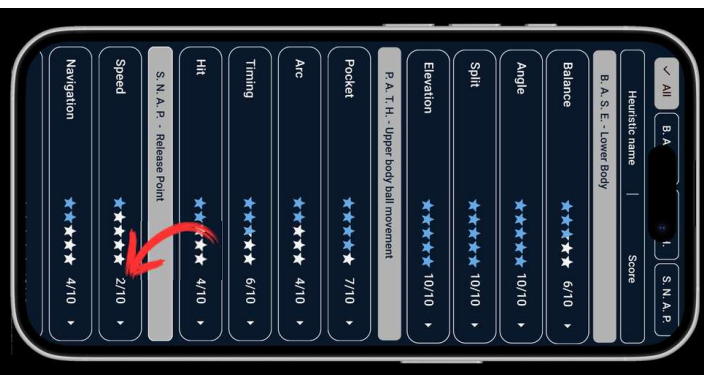 ✓ All B. A S. N. A. P.
Heuristic name | Score
B. A. S. E. - Lower Body
Balance 6/10
Angle 10/10
Split 10/10
Elevation 10/10
P. A. T. H. - Upper body ball movement
Pocket 7/10
Arc 4/10
Timing 6/10
Hit 4/10
S. N. A. P. - Release Point
Speed 2/10
Navigation 4/10